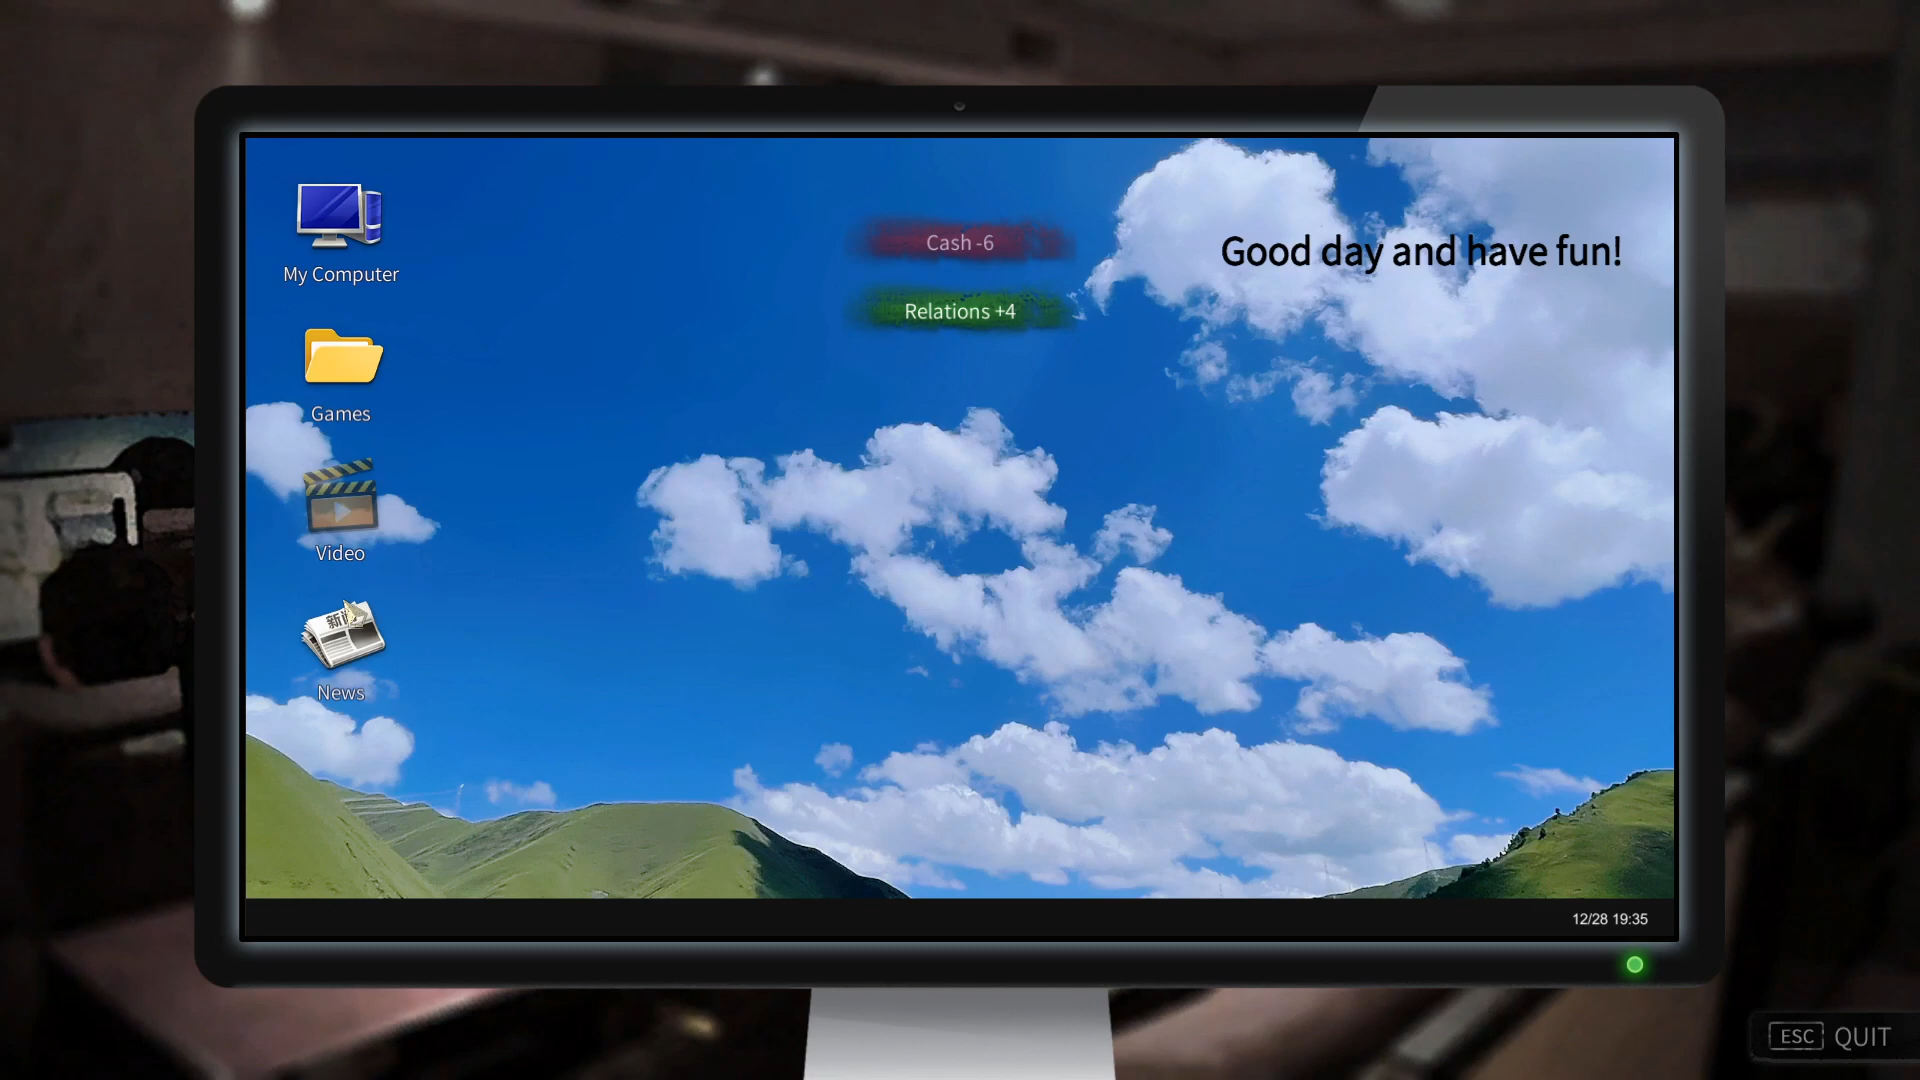 My Computer
Games
Video
新
News
Cash -6
Relations +4
Good day and have fun!
12/28 19:35
ESC QUIT